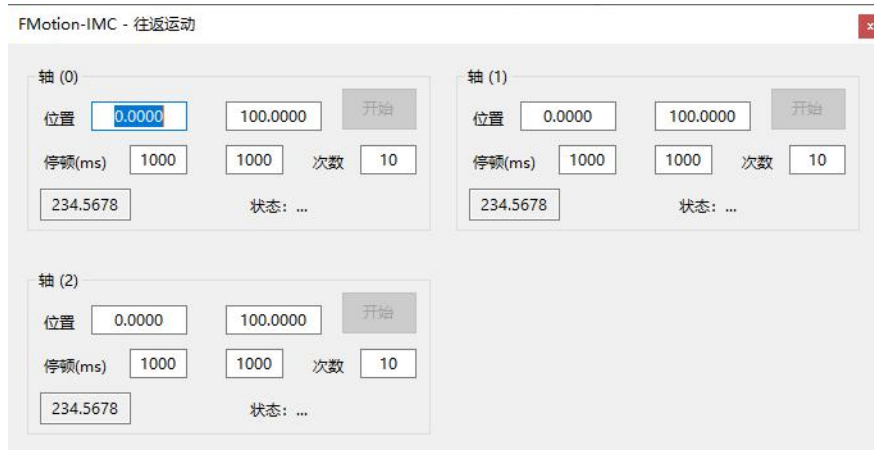 FMotion-IMC - 往返运动
x
轴 (0)
位置 0.0000 100.0000 开始
停顿(ms) 1000 1000 次数 10
234.5678 状态：...
轴 (1)
位置 0.0000 100.0000 开始
停顿(ms) 1000 1000 次数 10
234.5678 状态：...
轴 (2)
位置 0.0000 100.0000 开始
停顿(ms) 1000 1000 次数 10
234.5678 状态：...